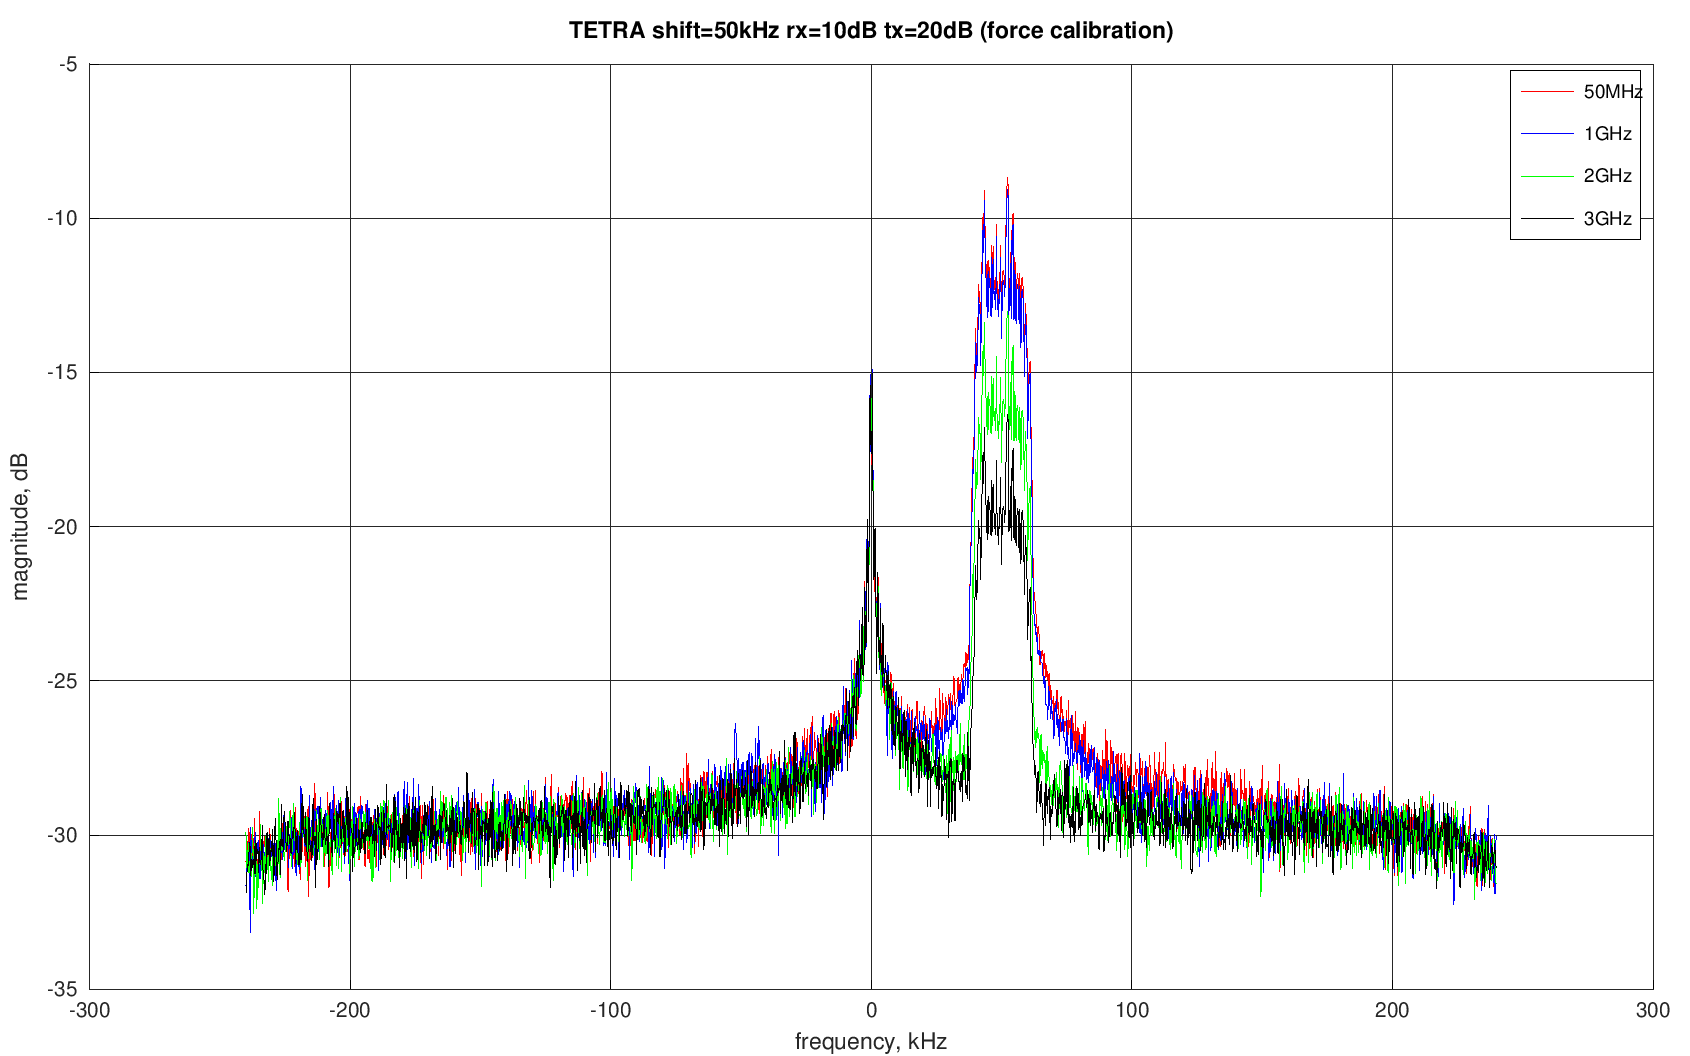 TETRA shift=50kHz rx=10dB tx=20dB (force calibration)
-5
-10
-15
-20
-25
-30
-35
magnitude, dB
50MHz
1GHz
2GHz
3GHz
-300 -200 -100 0 100 200 300
frequency, kHz